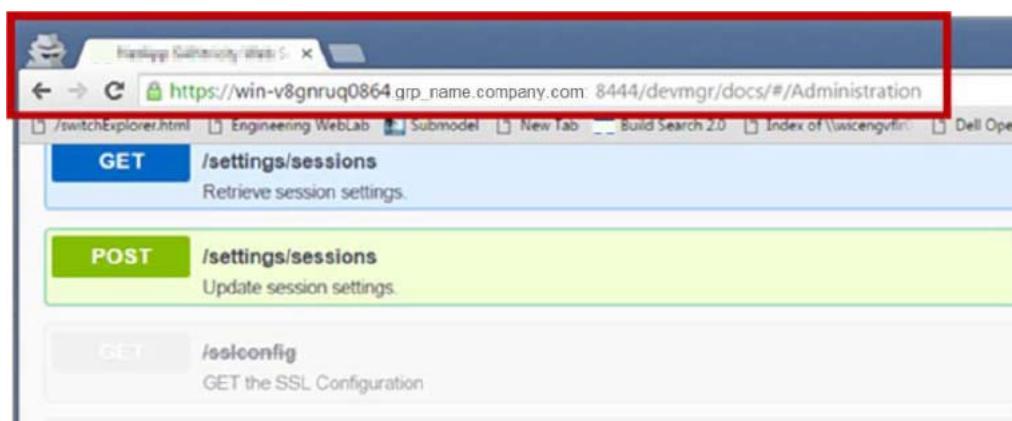 https://win-v8gnruq0864.grp_name.company.com: 8444/devmgr/docs/#/Administration
/switchExplorer.html Engineering WebLab Submodel New Tab Build Search 2.0 Index of Dell Ope
GET /settings/sessions
Retrieve session settings.
POST /settings/sessions
Update session settings.
GET /sslconfig
GET the SSL Configuration